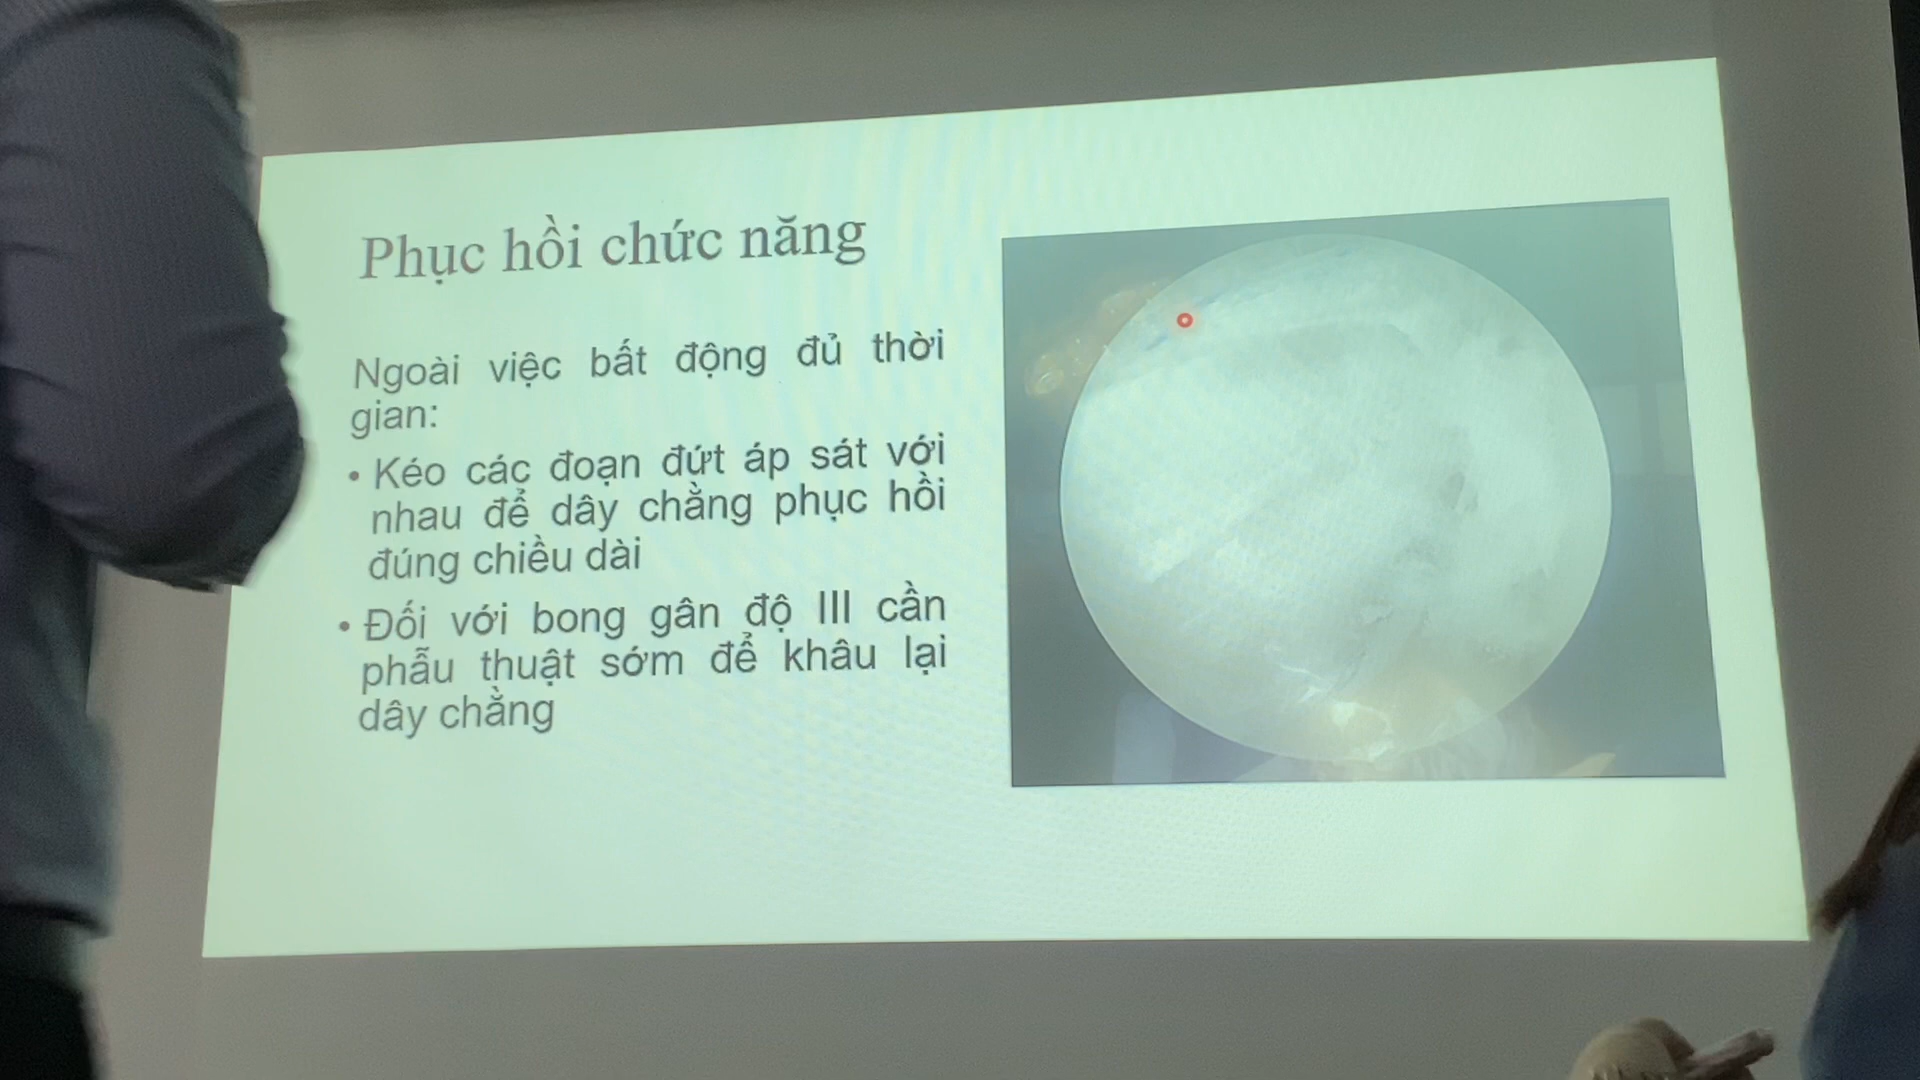 Phục hồi chức năng
Ngoài việc bất động đủ thời
gian:
• Kéo các đoạn đứt áp sát với
nhau để dây chằng phục hồi
đúng chiều dài
• Đối với bong gân độ III cần
phẫu thuật sớm để khâu lại
dây chằng